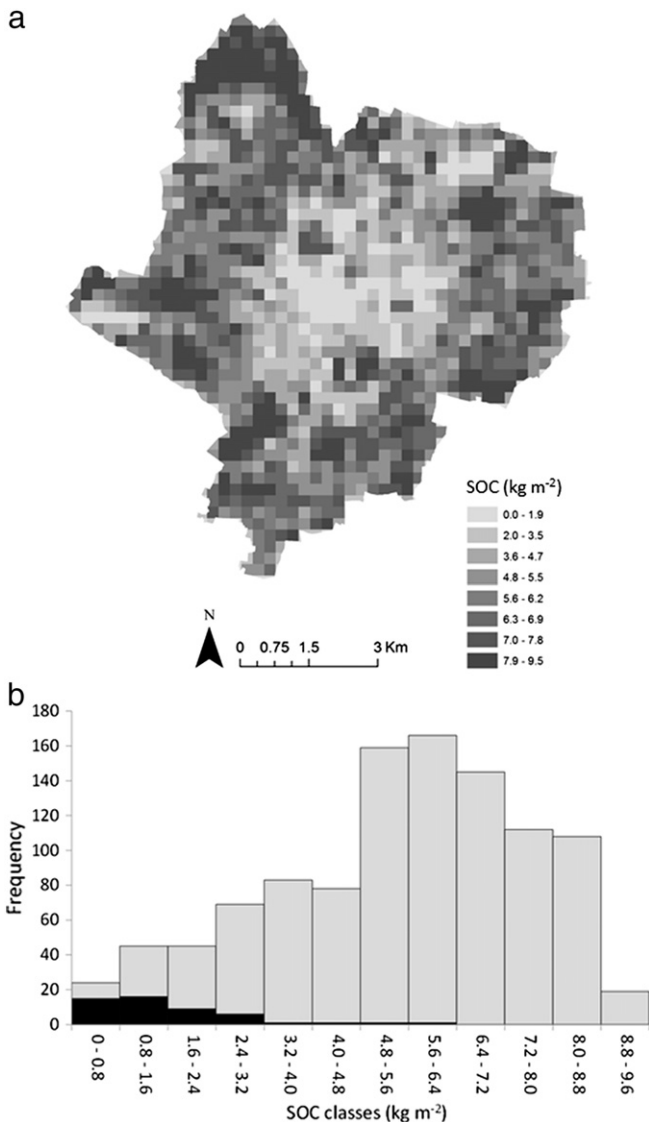 a
SOC (kg m-2)
0.0 - 1.9
2.0 - 3.5
3.6 - 4.7
4.8 - 5.5
5.6 - 6.2
6.3 - 6.9
7.0 - 7.8
7.9 - 9.5
N
0 0.75 1.5 3 Km
b
180
160
140
120
100
80
60
40
20
0
Frequency
0 - 0.8
0.8 - 1.6
1.6 - 2.4
2.4 - 3.2
3.2 - 4.0
4.0 - 4.8
4.8 - 5.6
5.6 - 6.4
6.4 - 7.2
7.2 - 8.0
8.0 - 8.8
8.8 - 9.6
SOC classes (kg m-2)